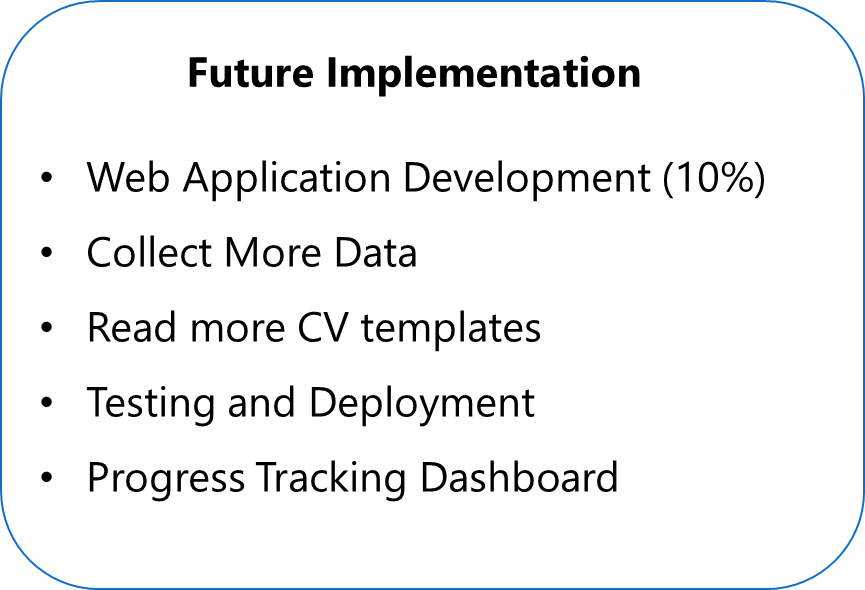 Future Implementation
• Web Application Development (10%)
• Collect More Data
• Read more CV templates
• Testing and Deployment
• Progress Tracking Dashboard